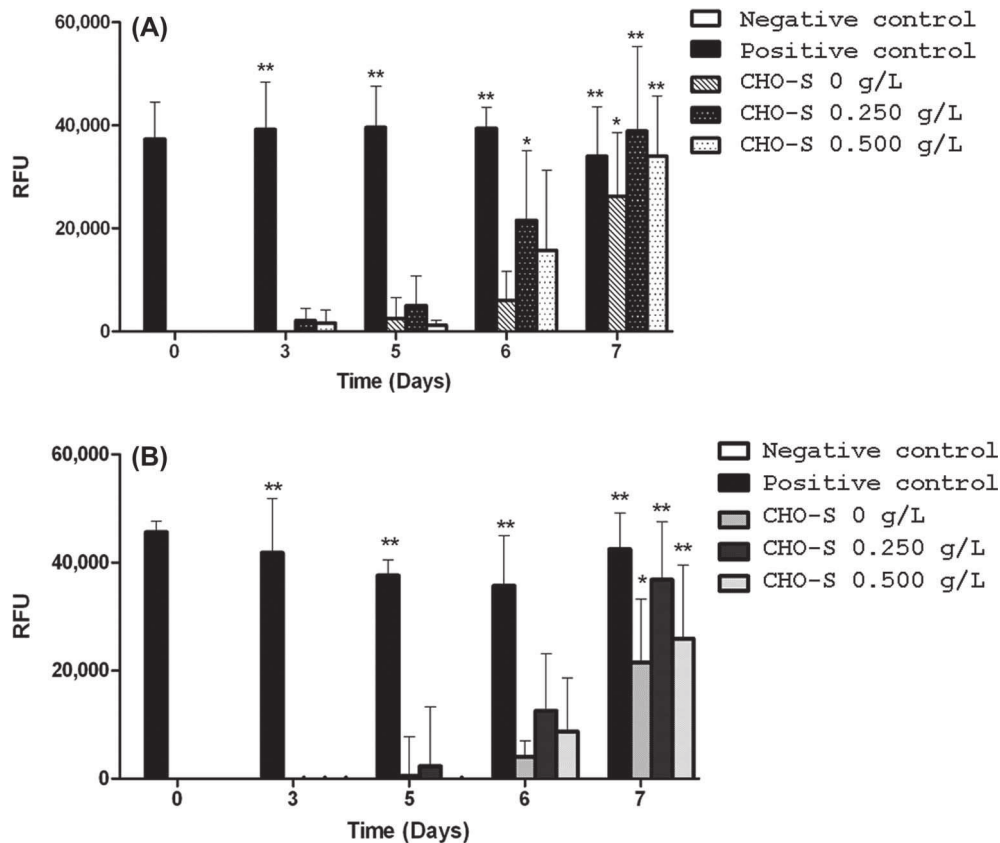 (A)
60,000
40,000
20,000
0
RFU
** ** ** ** ** **
* *
0 3 5 6 7
Time (Days)
Negative control
Positive control
CHO-S 0 g/L
CHO-S 0.250 g/L
CHO-S 0.500 g/L
(B)
60,000
40,000
20,000
0
RFU
** ** ** ** ** **
*
0 3 5 6 7
Time (Days)
Negative control
Positive control
CHO-S 0 g/L
CHO-S 0.250 g/L
CHO-S 0.500 g/L